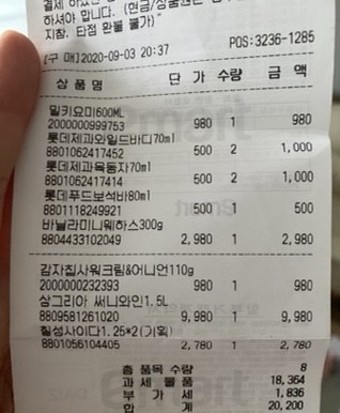 결제
하셔야 합니다. (현금/상품권은
지참, 타점 환불 불가)"
[구 매]2020-09-03 20:37 POS:3236-1285
상 품 명 단 가 수량 금 액
밀키요미600ML
2000000999753 980 1 980
롯데제과와일드바디70ml
8801062417452 500 2 1,000
롯데제과옥동자70ml
8801062417414 500 2 1,000
롯데푸드보석바80ml
8801118249921 500 1 500
바닐라미니웨하스300g
8804433102049 2,980 1 2,980
감자칩사워크림&어니언110g
2000000232393 980 1 980
상그리아 써니와인1.5L
8809581261020 9,980 1 9,980
칠성사이다1.25*2(기획)
8801056104405 2,780 1 2,780
총 품목 수량 8
과 세 물 품 18,364
부 가 세 1,836
합 계 20,200